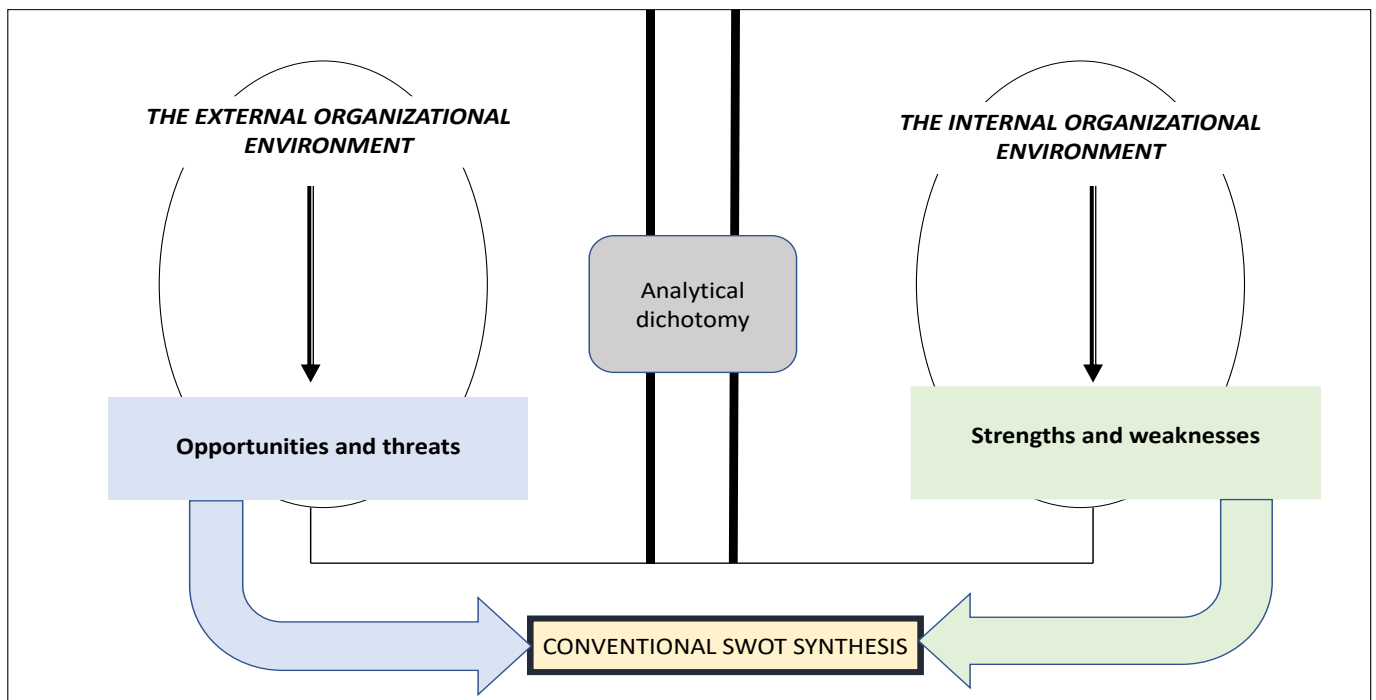 THE EXTERNAL ORGANIZATIONAL
ENVIRONMENT
THE INTERNAL ORGANIZATIONAL
ENVIRONMENT
Analytical
dichotomy
Opportunities and threats
Strengths and weaknesses
CONVENTIONAL SWOT SYNTHESIS